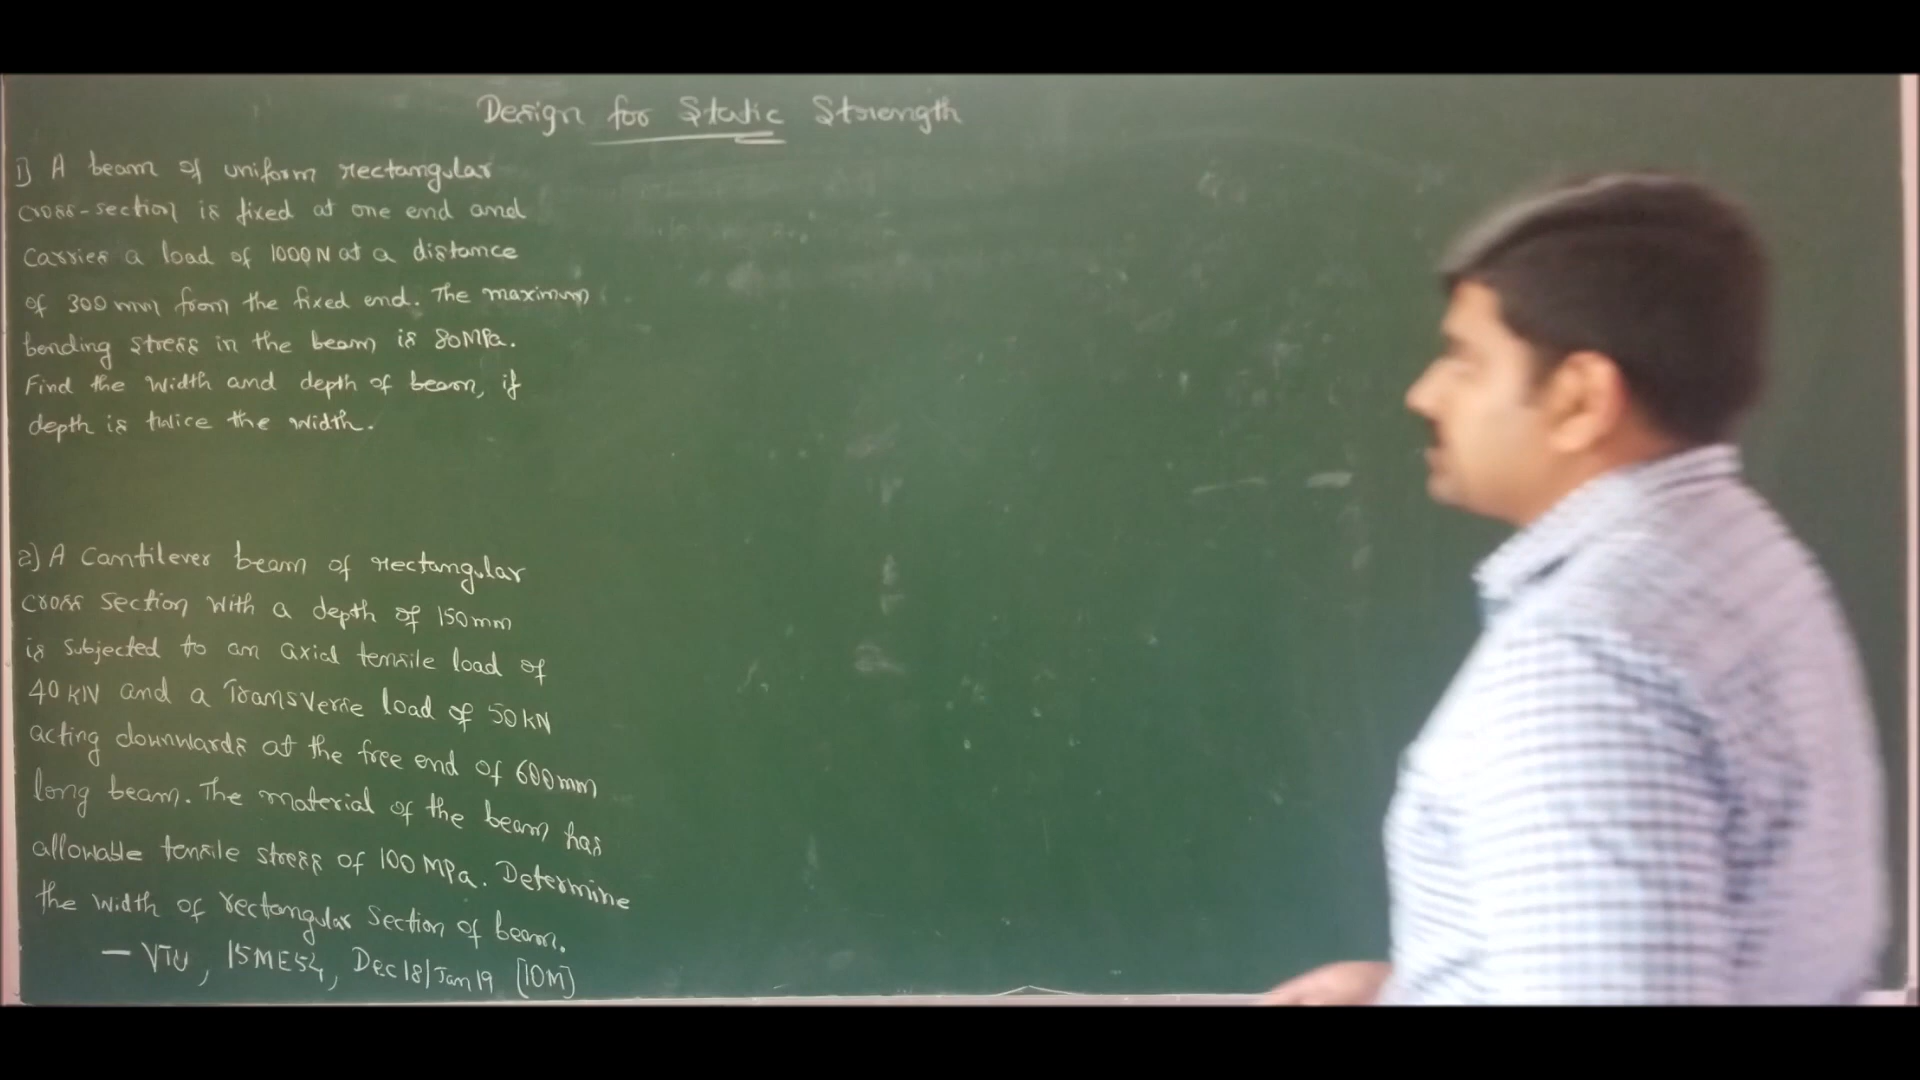 Design for Static Strength
1) A beam of uniform rectangular
cross-section is fixed at one end and
carries a load of 1000N at a distance
of 300 mm from the fixed end. The maximum
bending stress in the beam is 80MPa.
Find the width and depth of beam, if
depth is twice the width.
2) A Cantilever beam of rectangular
cross section with a depth of 150mm
is subjected to an axial tensile load of
40 kN and a Transverse load of 50 kN
acting downwards at the free end of 600mm
long beam. The material of the beam has
allowable tensile stress of 100 MPa. Determine
the width of rectangular section of beam.
— VTU, 15ME54, Dec18/Jan19 [10M]